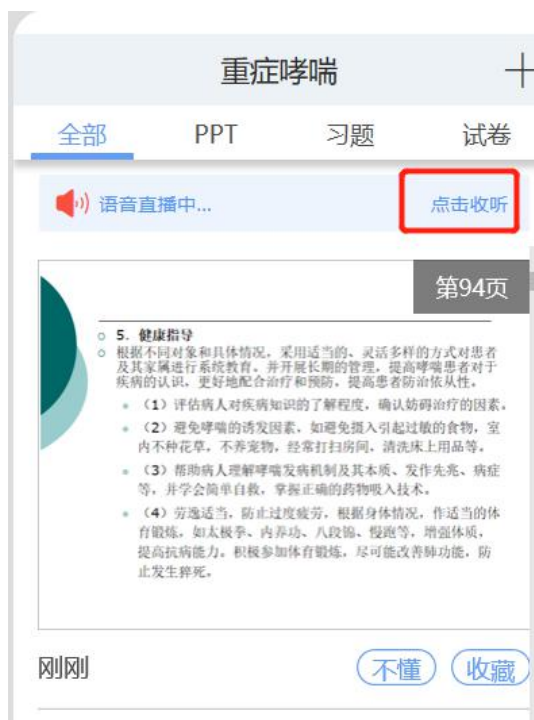 重症哮喘
全部 PPT 习题 试卷
语音直播中... 点击收听
第94页
5. 健康指导
根据不同对象和具体情况，采用适当的、灵活多样的方式对患者
及其家属进行系统教育，并开展长期的管理，提高哮喘患者对于
疾病的认识，更好地配合治疗和预防，提高患者防治依从性。
（1）评估病人对疾病知识的了解程度，确认妨碍治疗的因素。
（2）避免哮喘的诱发因素，如避免摄入引起过敏的食物，室
内不种花草，不养宠物，经常打扫房间，清洗床上用品等。
（3）帮助病人理解哮喘发病机制及其本质、发作先兆、病症
等，并学会简单自救，掌握正确的药物吸入技术。
（4）劳逸适当，防止过度疲劳，根据身体情况，作适当的体
育锻炼，如太极拳、内养功、八段锦、慢跑等，增强体质，
提高抗病能力。积极参加体育锻炼，尽可能改善肺功能，防
止发生猝死。
刚刚 不懂 收藏